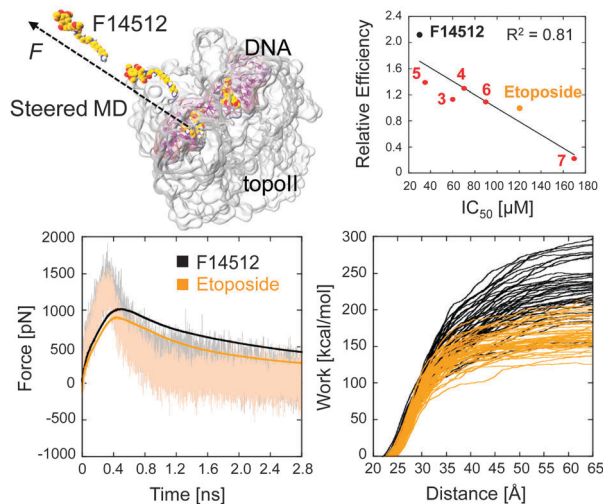 F14512
F
DNA
Steered MD
topoII
Relative Efficiency
2.4
2.0
1.6
1.2
0.8
0.4
0
F14512
R² = 0.81
5
4
3
6
Etoposide
7
20 40 60 80 100 120 140 160 180
IC₅₀ [µM]
Force [pN]
2000
1500
1000
500
0
-500
-1000
F14512
Etoposide
0 0.4 0.8 1.2 1.6 2.0 2.4 2.8
Time [ns]
Work [kcal/mol]
300
250
200
150
100
50
0
20 25 30 35 40 45 50 55 60 65
Distance [Å]